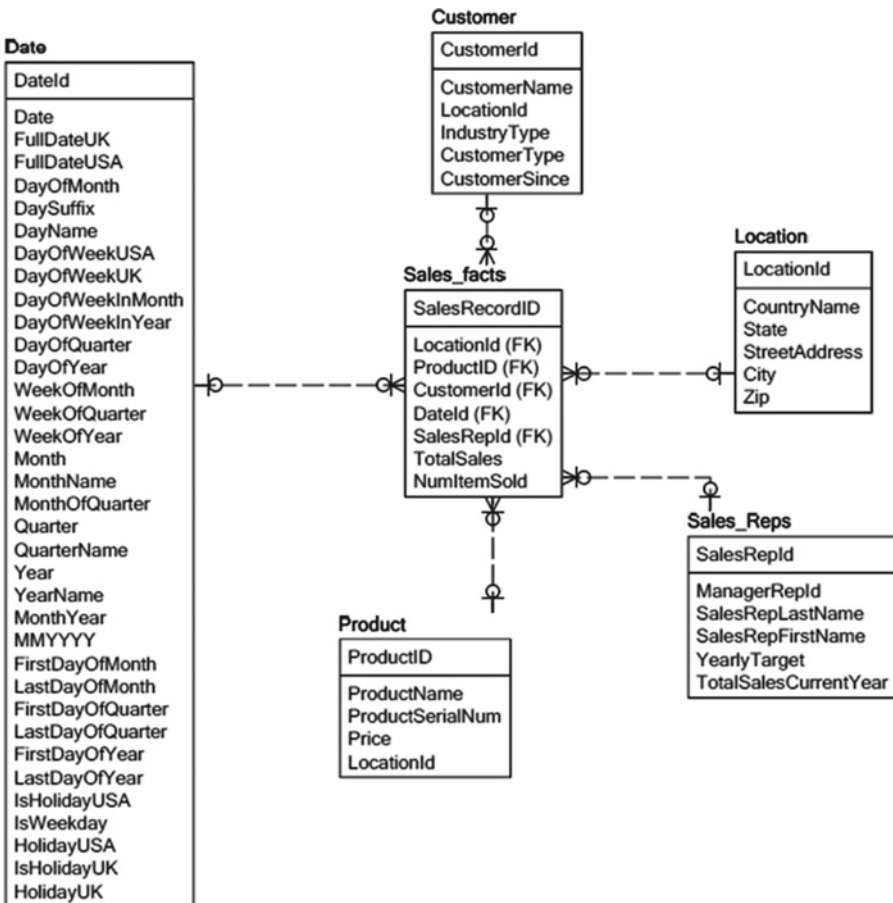 Date
DateId
Date
FullDateUK
FullDateUSA
DayOfMonth
DaySuffix
DayName
DayOfWeekUSA
DayOfWeekUK
DayOfWeekInMonth
DayOfWeekInYear
DayOfQuarter
DayOfYear
WeekOfMonth
WeekOfQuarter
WeekOfYear
Month
MonthName
MonthOfQuarter
Quarter
QuarterName
Year
YearName
MonthYear
MMYYYY
FirstDayOfMonth
LastDayOfMonth
FirstDayOfQuarter
LastDayOfQuarter
FirstDayOfYear
LastDayOfYear
IsHolidayUSA
IsWeekday
HolidayUSA
IsHolidayUK
HolidayUK
Customer
CustomerId
CustomerName
LocationId
IndustryType
CustomerType
CustomerSince
Sales_facts
SalesRecordID
LocationId (FK)
ProductID (FK)
CustomerId (FK)
DateId (FK)
SalesRepId (FK)
TotalSales
NumItemSold
Location
LocationId
CountryName
State
StreetAddress
City
Zip
Sales_Reps
SalesRepId
ManagerRepId
SalesRepLastName
SalesRepFirstName
YearlyTarget
TotalSalesCurrentYear
Product
ProductID
ProductName
ProductSerialNum
Price
LocationId